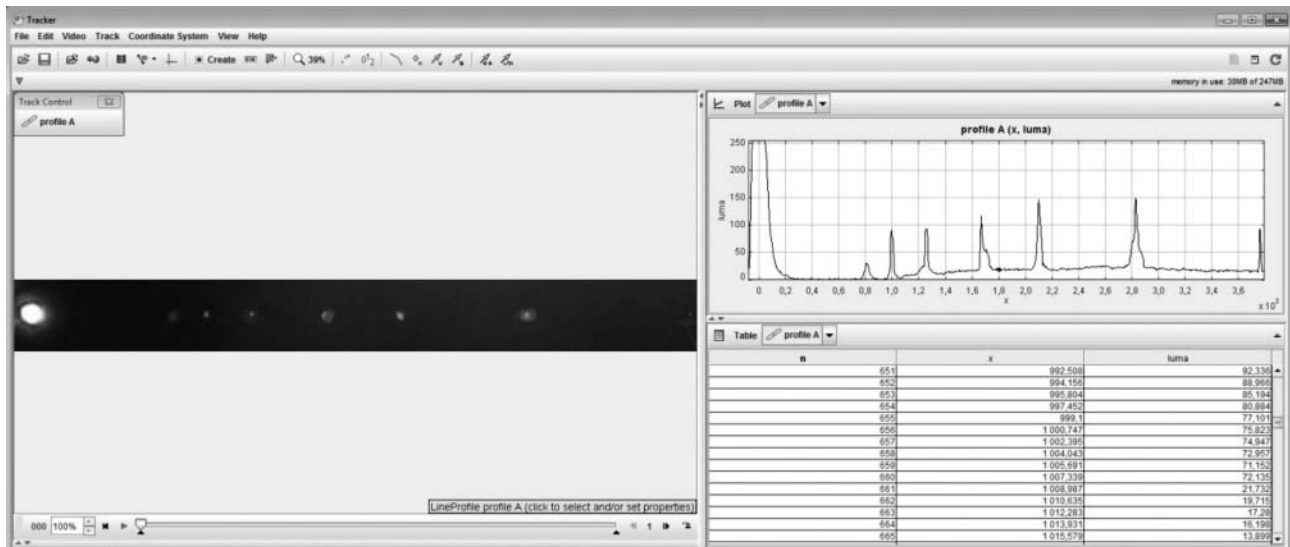 Tracker
File Edit Video Track Coordinate System View Help
Create 39%
memory in use: 30MB of 247MB
Track Control
profile A
Plot profile A
profile A (x, luma)
250
200
150
100
50
0
luma
0 0,2 0,4 0,6 0,8 1,0 1,2 1,4 1,6 1,8 2,0 2,2 2,4 2,6 2,8 3,0 3,2 3,4 3,6
x
x10³
Table profile A
n x luma
651 992,508 92,336
652 994,156 88,966
653 995,804 85,194
654 997,452 80,884
655 999,1 77,101
656 1 000,747 75,823
657 1 002,395 74,947
658 1 004,043 72,957
659 1 005,691 71,152
660 1 007,339 72,135
661 1 008,987 21,732
662 1 010,635 19,715
663 1 012,283 17,28
664 1 013,931 16,198
665 1 015,579 13,899
LineProfile profile A (click to select and/or set properties)
000 100% 1